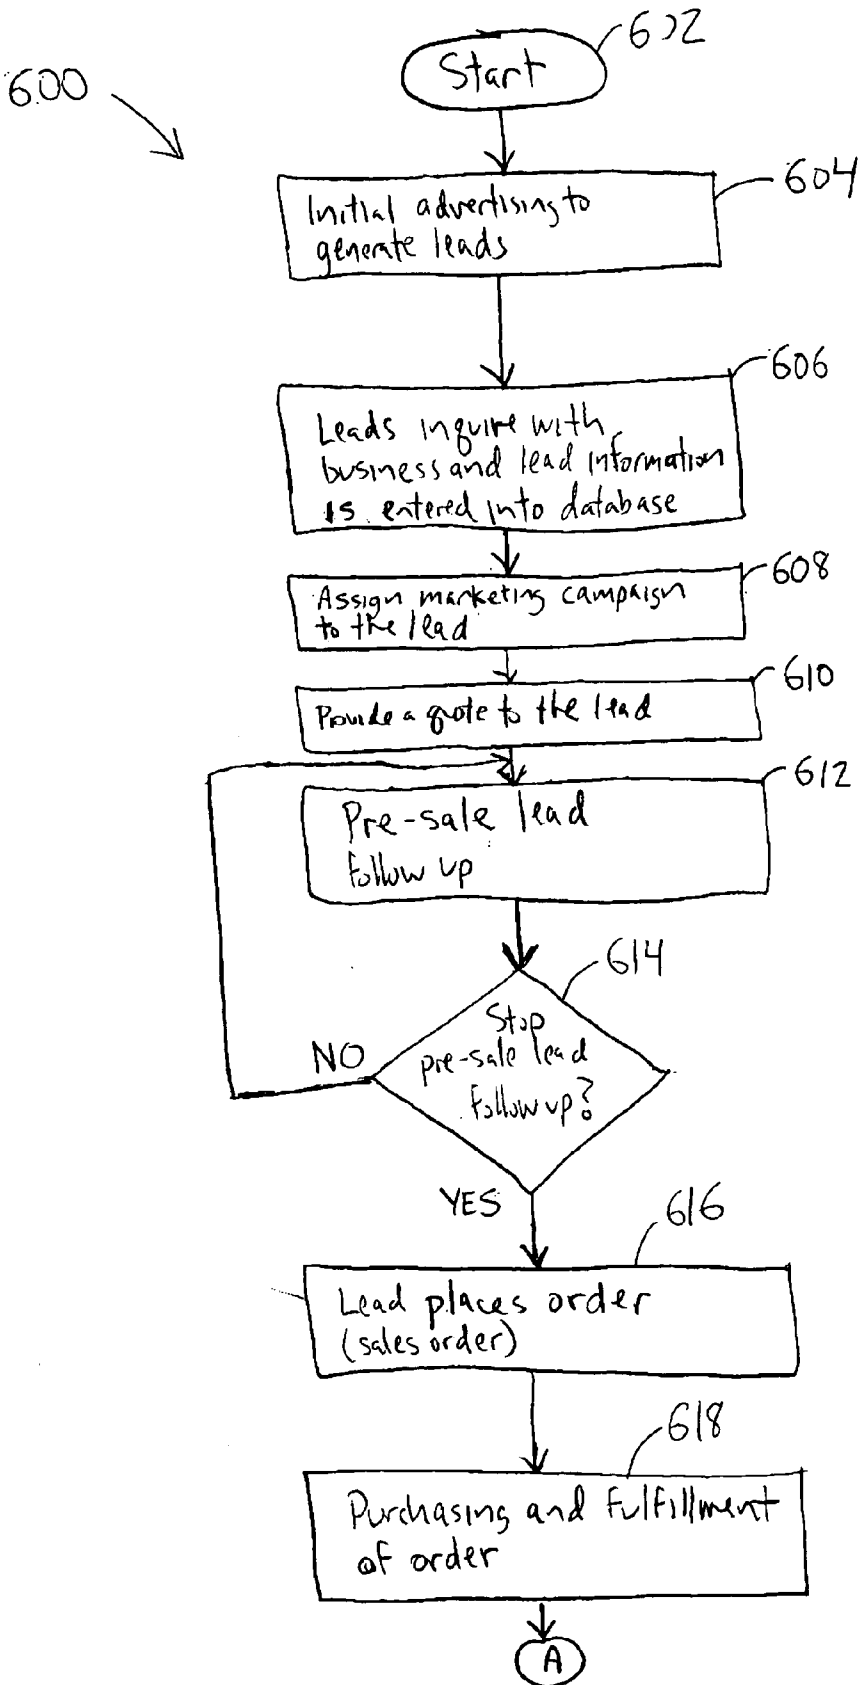 602
Start
600
604
Initial advertising to
generate leads
606
Leads inquire with
business and lead information
is entered into database
608
Assign marketing campaign
to the lead
610
Provide a quote to the lead
612
Pre-sale lead
follow up
614
Stop
pre-sale lead
follow up?
NO
YES
616
Lead places order
(sales order)
618
Purchasing and fulfillment
of order
A